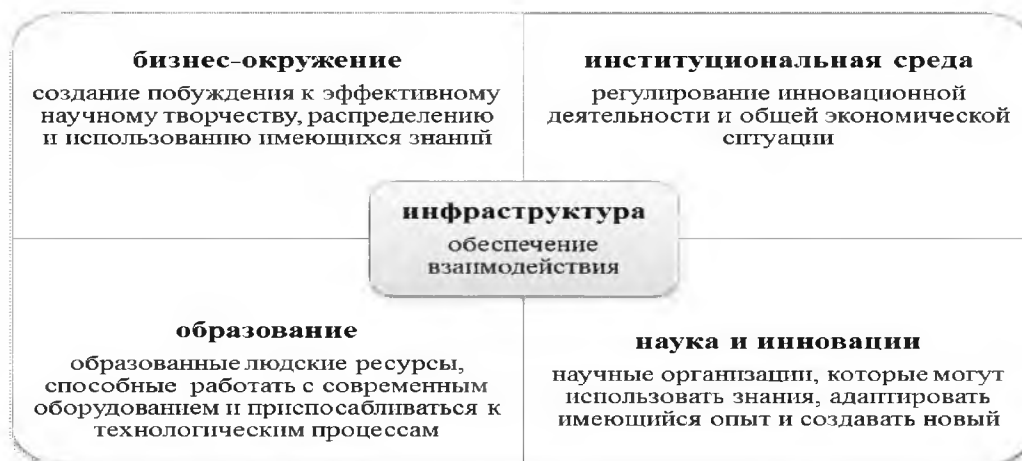 бизнес-окружение
создание побуждения к эффективному
научному творчеству, распределению
и использованию имеющихся знаний
институциональная среда
регулирование инновационной
деятельности и общей экономической
ситуации
инфраструктура
обеспечение
взаимодействия
образование
образованные людские ресурсы,
способные работать с современным
оборудованием и приспосабливаться к
технологическим процессам
наука и инновации
научные организации, которые могут
использовать знания, адаптировать
имеющийся опыт и создавать новый